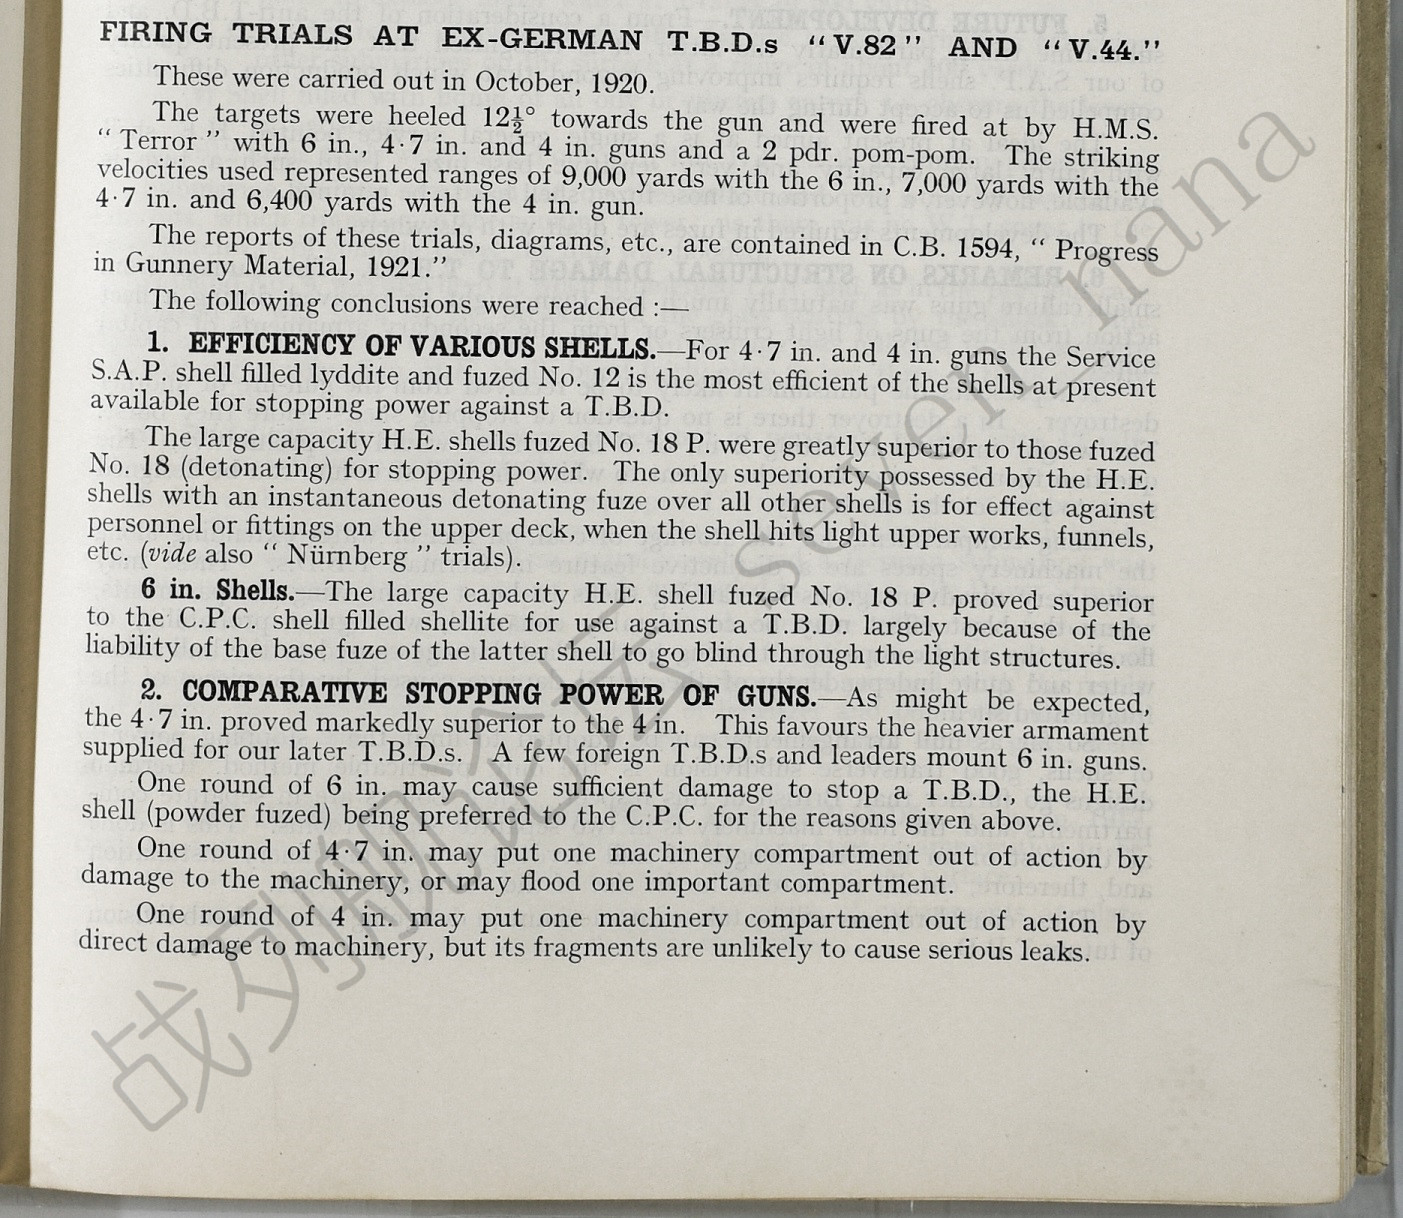 FIRING TRIALS AT EX-GERMAN T.B.D.s “V.82” AND “V.44.”
These were carried out in October, 1920.
The targets were heeled 12½° towards the gun and were fired at by H.M.S.
“Terror” with 6 in., 4·7 in. and 4 in. guns and a 2 pdr. pom-pom. The striking
velocities used represented ranges of 9,000 yards with the 6 in., 7,000 yards with the
4·7 in. and 6,400 yards with the 4 in. gun.
The reports of these trials, diagrams, etc., are contained in C.B. 1594, “Progress
in Gunnery Material, 1921.”
The following conclusions were reached :—
1. EFFICIENCY OF VARIOUS SHELLS.—For 4·7 in. and 4 in. guns the Service
S.A.P. shell filled lyddite and fuzed No. 12 is the most efficient of the shells at present
available for stopping power against a T.B.D.
The large capacity H.E. shells fuzed No. 18 P. were greatly superior to those fuzed
No. 18 (detonating) for stopping power. The only superiority possessed by the H.E.
shells with an instantaneous detonating fuze over all other shells is for effect against
personnel or fittings on the upper deck, when the shell hits light upper works, funnels,
etc. (vide also “Nürnberg” trials).
6 in. Shells.—The large capacity H.E. shell fuzed No. 18 P. proved superior
to the C.P.C. shell filled shellite for use against a T.B.D. largely because of the
liability of the base fuze of the latter shell to go blind through the light structures.
2. COMPARATIVE STOPPING POWER OF GUNS.—As might be expected,
the 4·7 in. proved markedly superior to the 4 in. This favours the heavier armament
supplied for our later T.B.D.s. A few foreign T.B.D.s and leaders mount 6 in. guns.
One round of 6 in. may cause sufficient damage to stop a T.B.D., the H.E.
shell (powder fuzed) being preferred to the C.P.C. for the reasons given above.
One round of 4·7 in. may put one machinery compartment out of action by
damage to the machinery, or may flood one important compartment.
One round of 4 in. may put one machinery compartment out of action by
direct damage to machinery, but its fragments are unlikely to cause serious leaks.
战列舰论坛:seven_nana